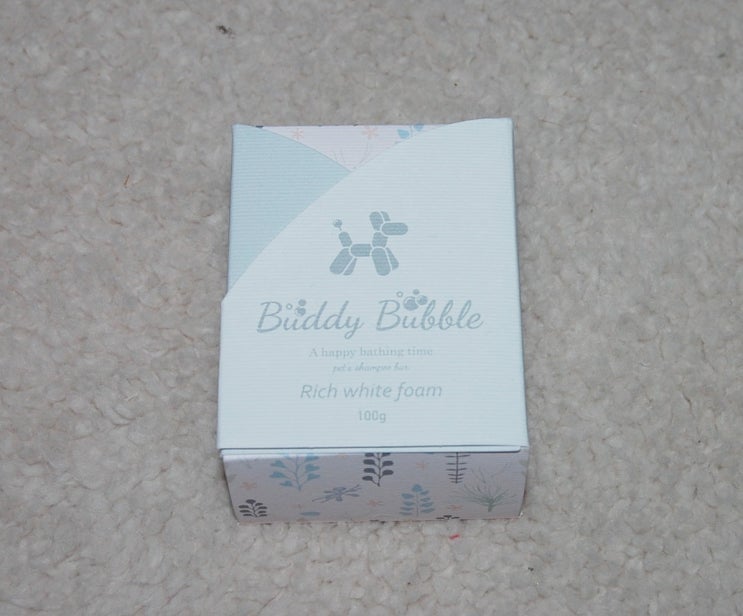 Buddy Bubble
A happy bathing time
pet's shampoo bar
Rich white foam
100g